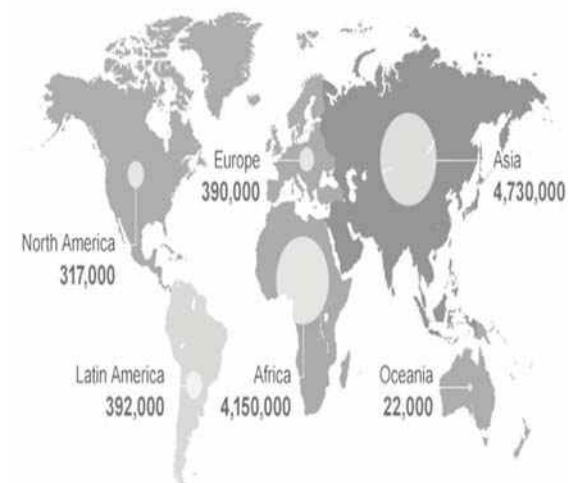 Europe
390,000
Asia
4,730,000
North America
317,000
Latin America
392,000
Africa
4,150,000
Oceania
22,000